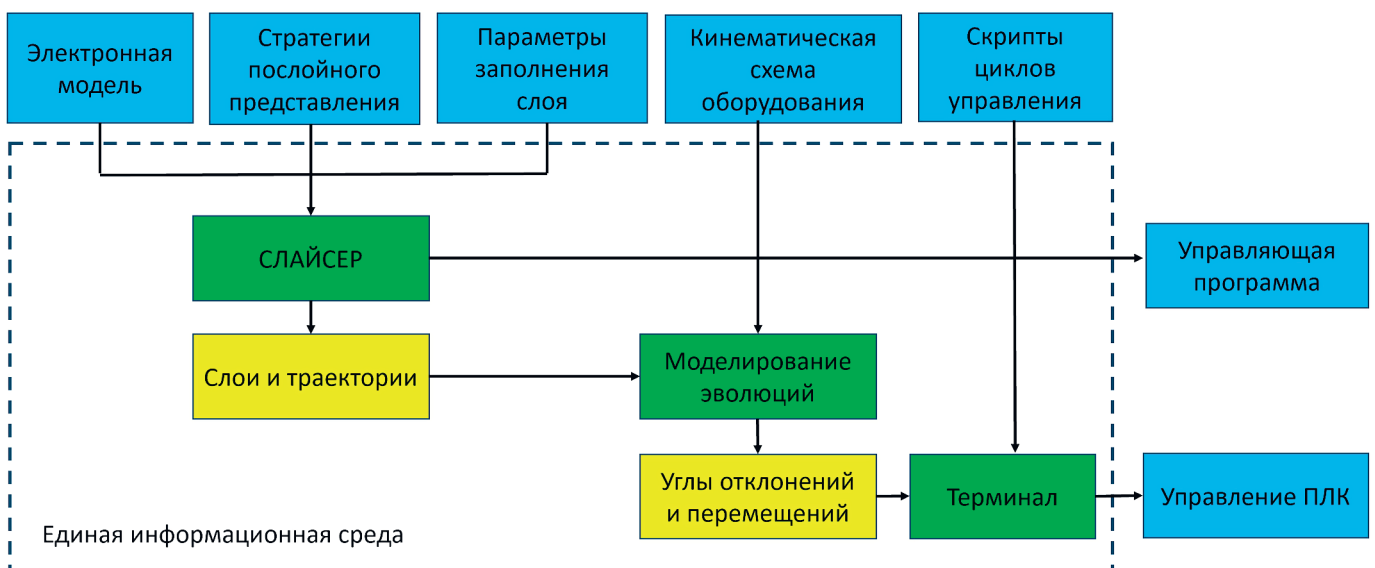 Электронная
модель
Стратегии
послойного
представления
Параметры
заполнения
слоя
Кинематическая
схема
оборудования
Скрипты
циклов
управления
СЛАЙСЕР
Управляющая
программа
Слои и траектории
Моделирование
эволюций
Углы отклонений
и перемещений
Терминал
Управление ПЛК
Единая информационная среда